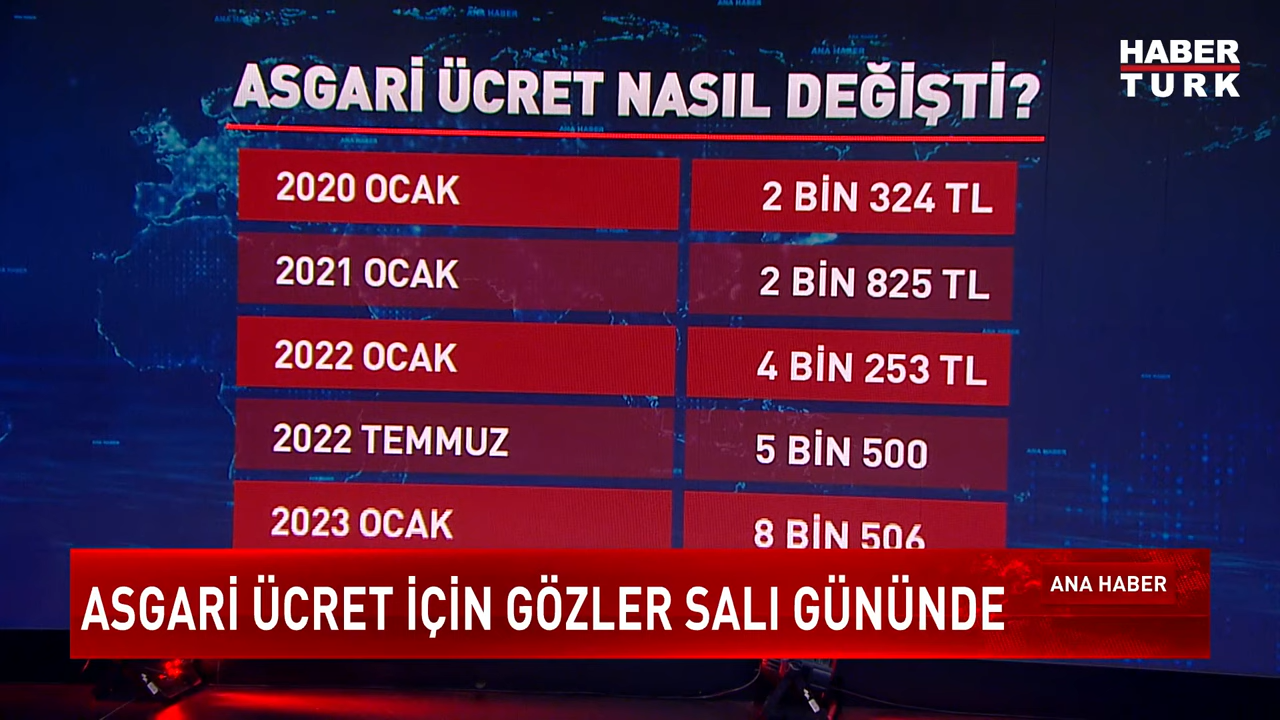 HABER
TURK
ASGARİ ÜCRET NASIL DEĞİŞTİ?
2020 OCAK 2 BİN 324 TL
2021 OCAK 2 BİN 825 TL
2022 OCAK 4 BİN 253 TL
2022 TEMMUZ 5 BİN 500
2023 OCAK 8 BİN 506
ASGARİ ÜCRET İÇİN GÖZLER SALI GÜNÜNDE
ANA HABER